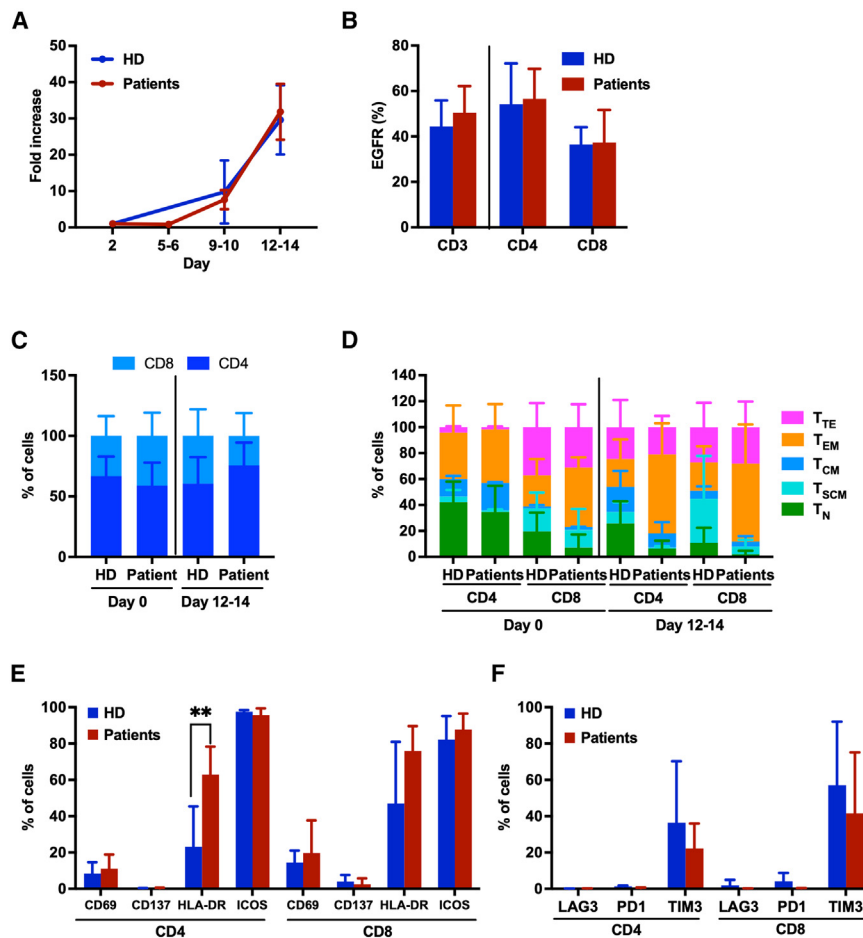 A
HD
Patients
Fold increase
50
40
30
20
10
0
2 5-6 9-10 12-14
Day
B
HD
Patients
EGFR (%)
80
60
40
20
0
CD3 CD4 CD8
C
CD8 CD4
% of cells
150
100
50
0
HD Patient HD Patient
Day 0 Day 12-14
D
% of cells
140
120
100
80
60
40
20
0
T_TE
T_EM
T_CM
T_SCM
T_N
HD Patients HD Patients HD Patients HD Patients
CD4 CD8 CD4 CD8
Day 0 Day 12-14
E
HD
Patients
**
% of cells
100
80
60
40
20
0
CD69 CD137 HLA-DR ICOS CD69 CD137 HLA-DR ICOS
CD4 CD8
F
HD
Patients
% of cells
100
80
60
40
20
0
LAG3 PD1 TIM3 LAG3 PD1 TIM3
CD4 CD8